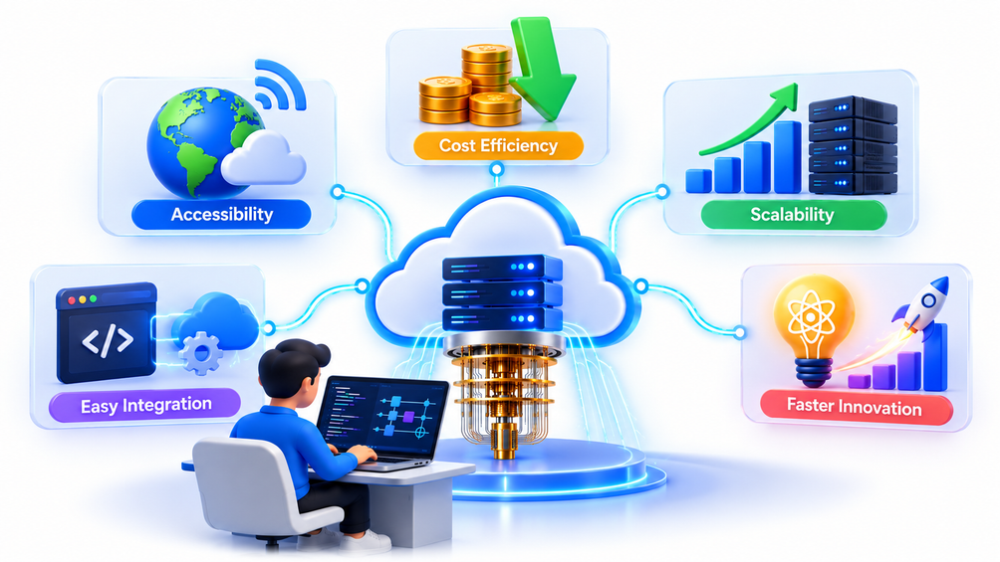 Cost Efficiency
Accessibility
Scalability
</>
Easy Integration
Faster Innovation